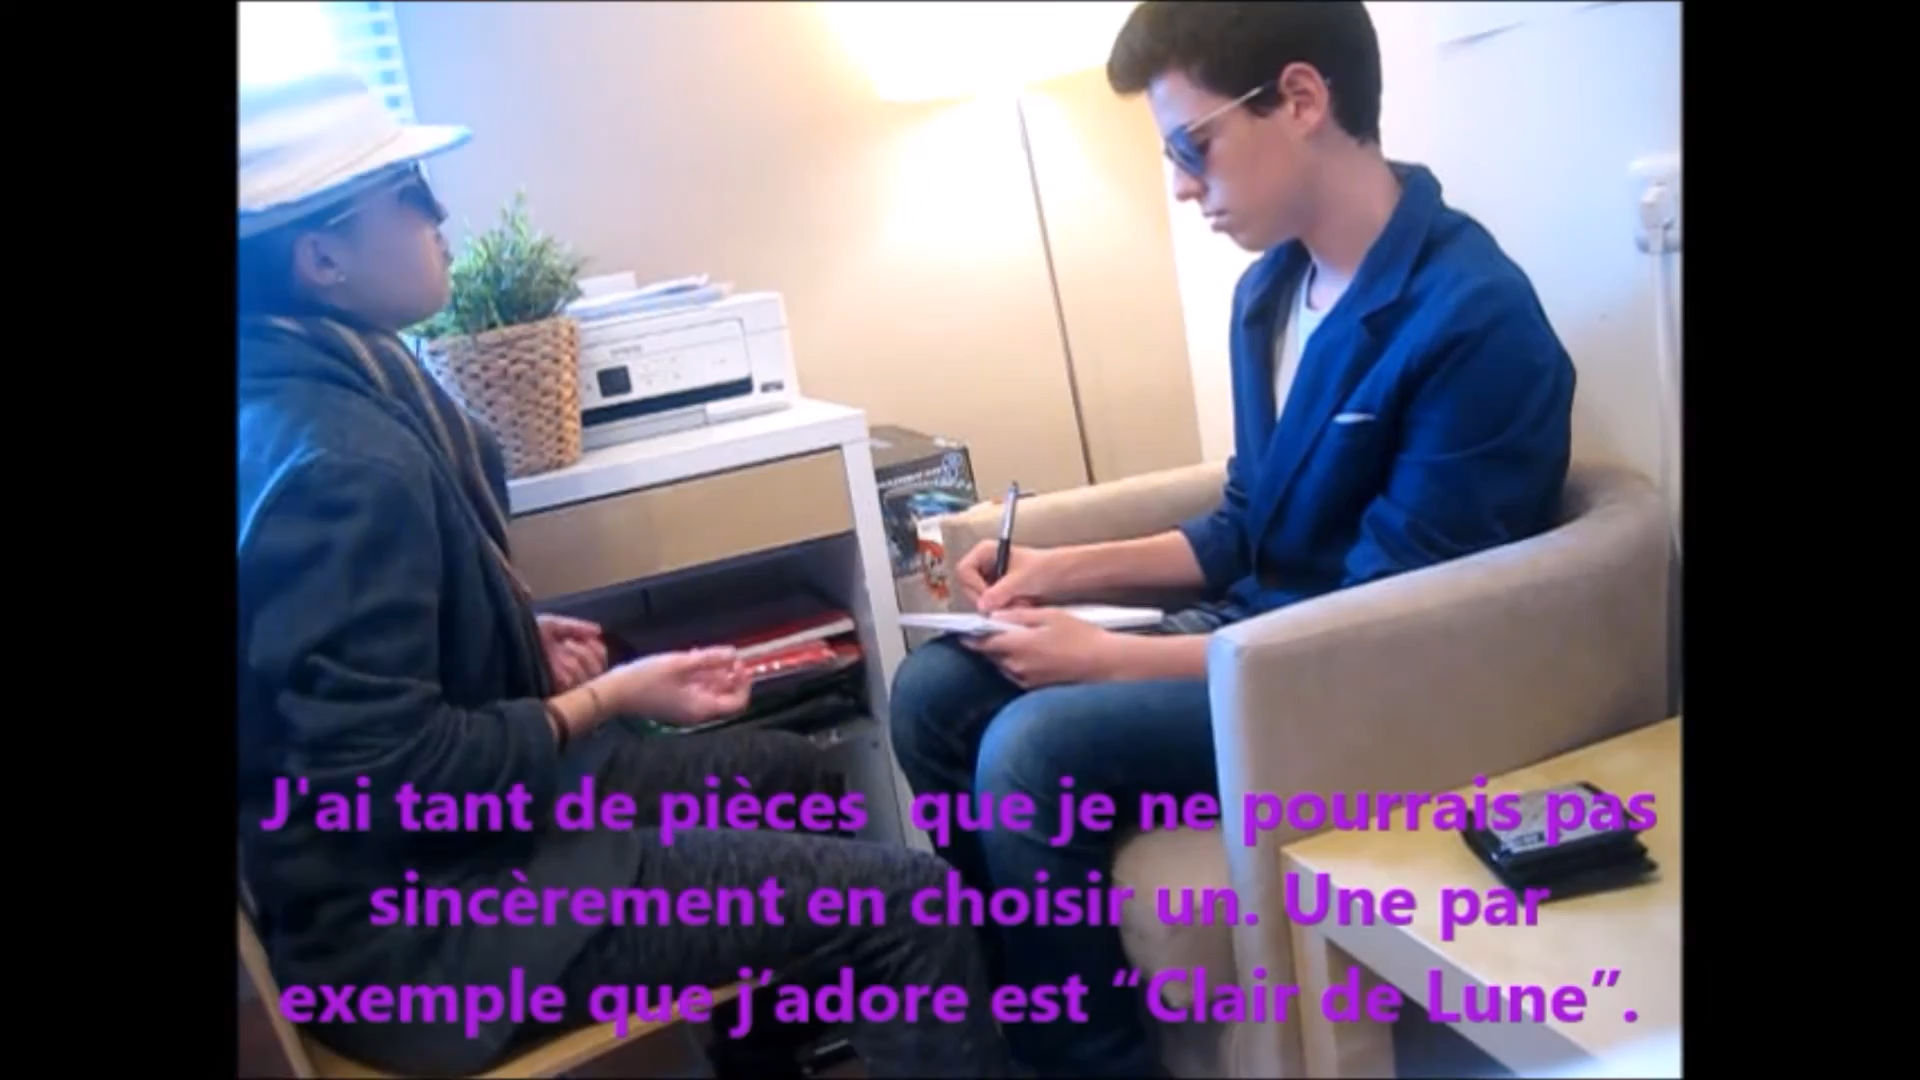 J'ai tant de pièces que je ne pourrais pas
sincèrement en choisir un. Une par
exemple que j’adore est “Clair de Lune”.